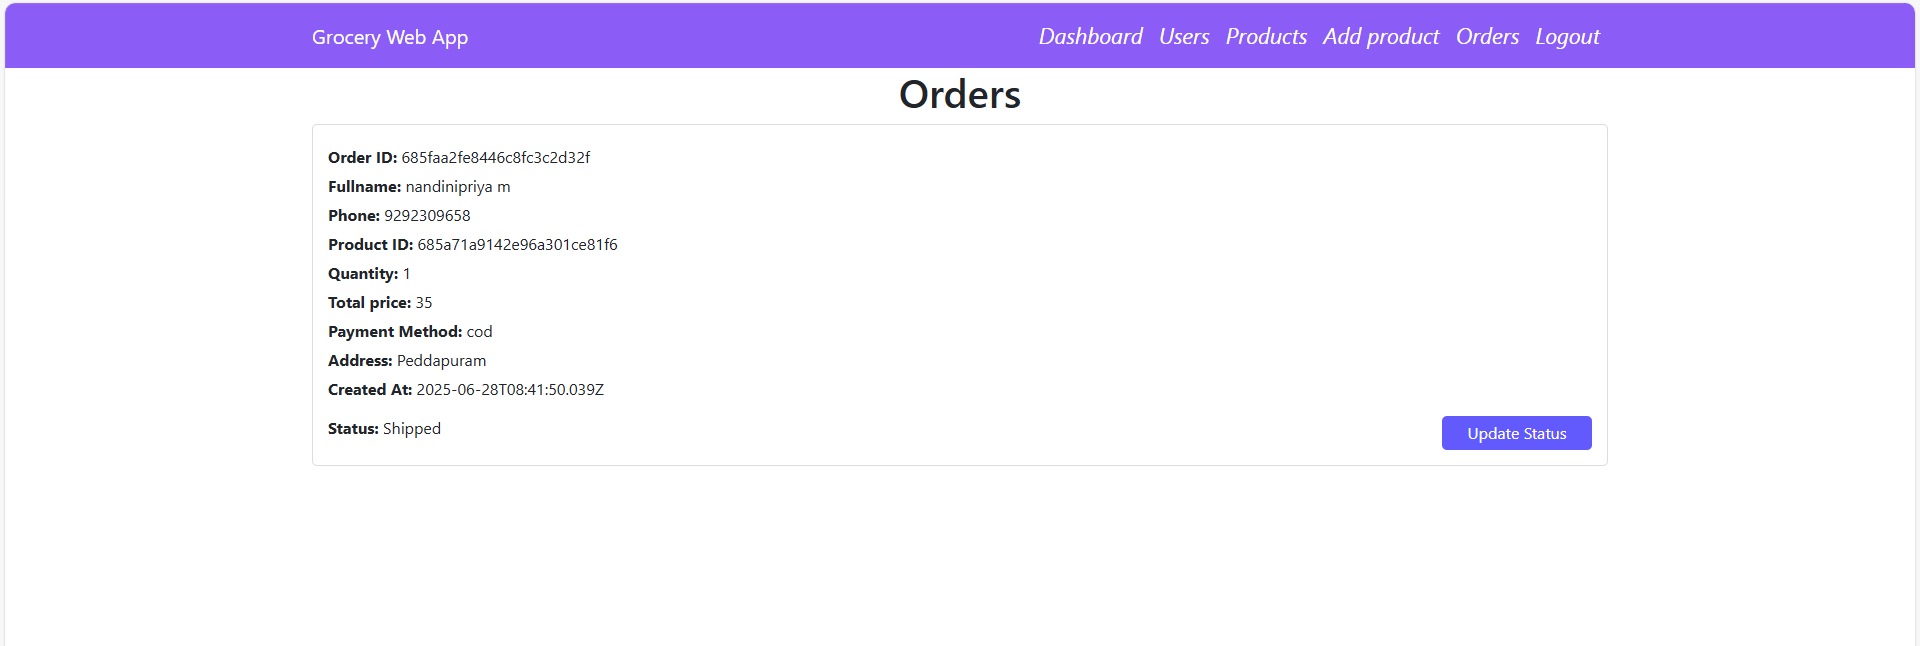 Grocery Web App
Dashboard Users Products Add product Orders Logout
Orders
Order ID: 685faa2fe8446c8fc3c2d32f
Fullname: nandinipriya m
Phone: 9292309658
Product ID: 685a71a9142e96a301ce81f6
Quantity: 1
Total price: 35
Payment Method: cod
Address: Peddapuram
Created At: 2025-06-28T08:41:50.039Z
Status: Shipped
Update Status